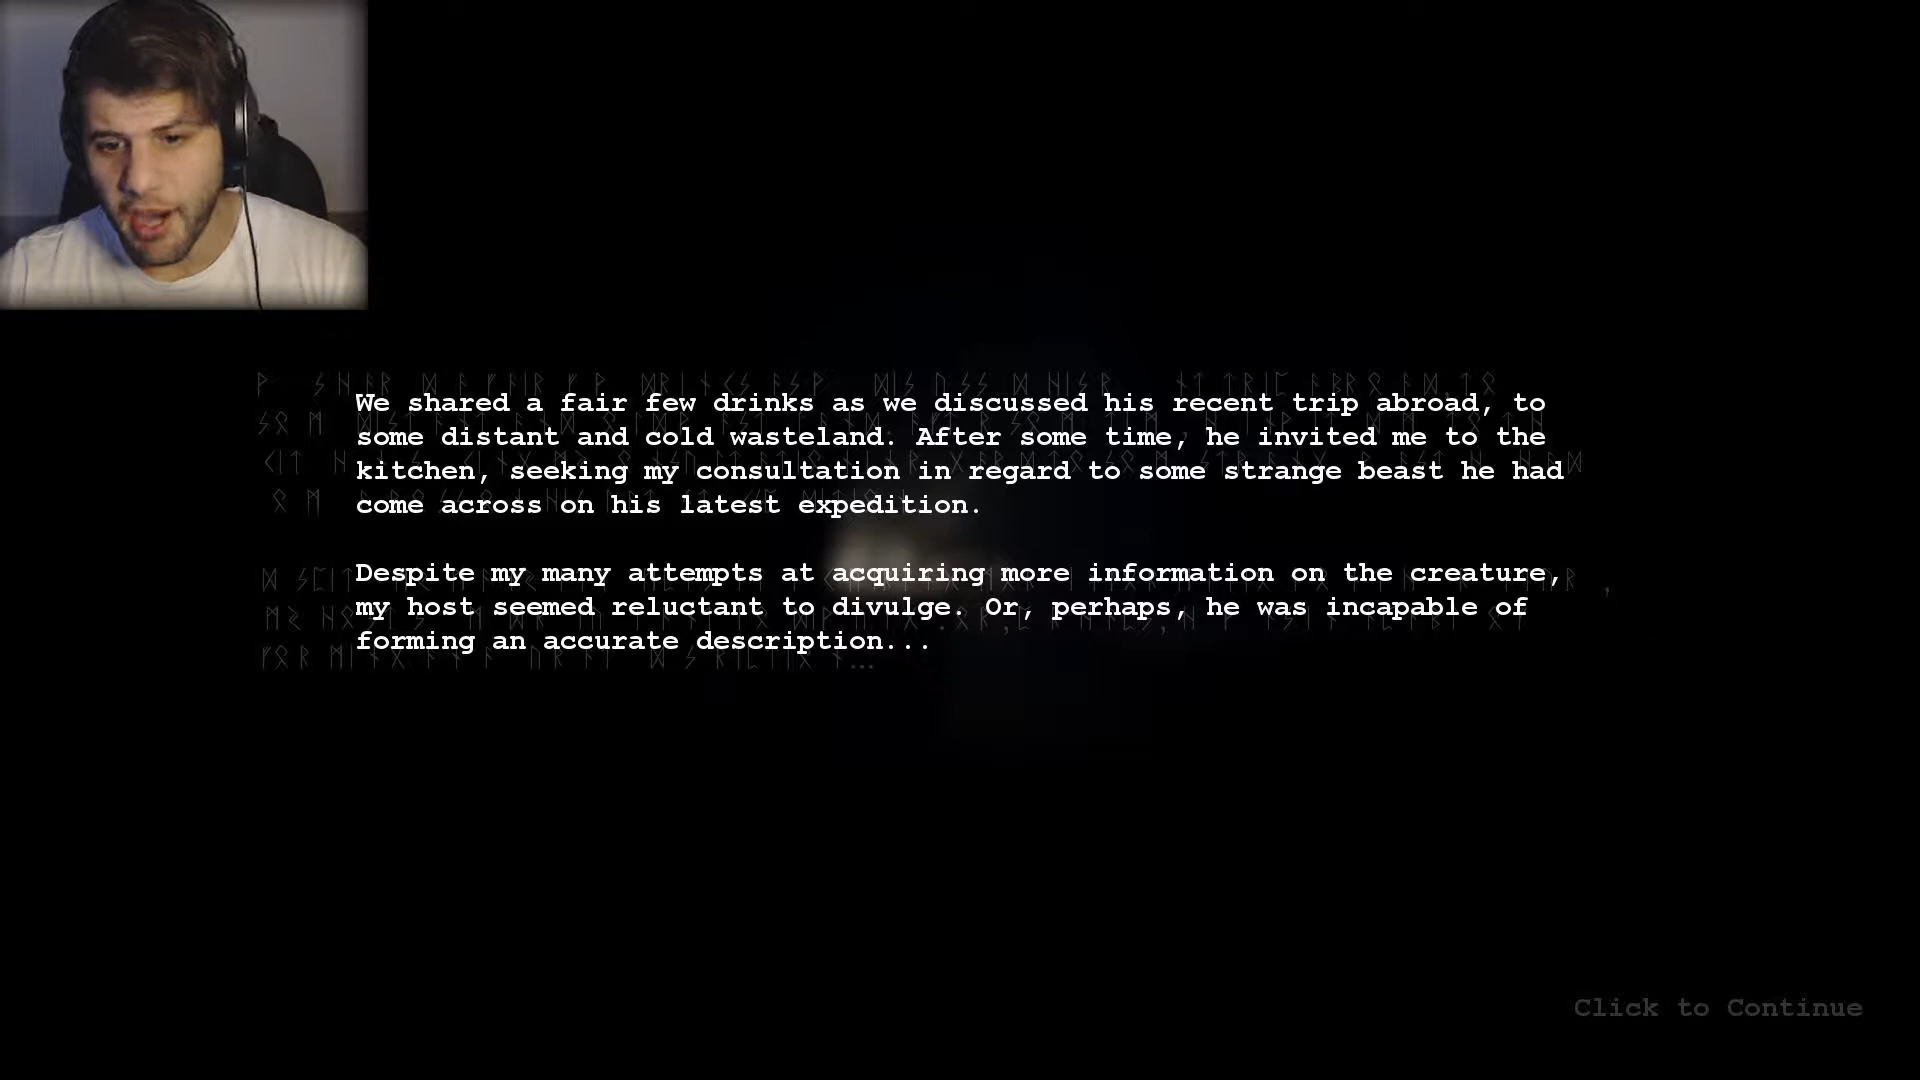 We shared a fair few drinks as we discussed his recent trip abroad, to
some distant and cold wasteland. After some time, he invited me to the
kitchen, seeking my consultation in regard to some strange beast he had
come across on his latest expedition.
Despite my many attempts at acquiring more information on the creature,
my host seemed reluctant to divulge. Or, perhaps, he was incapable of
forming an accurate description...
Click to Continue